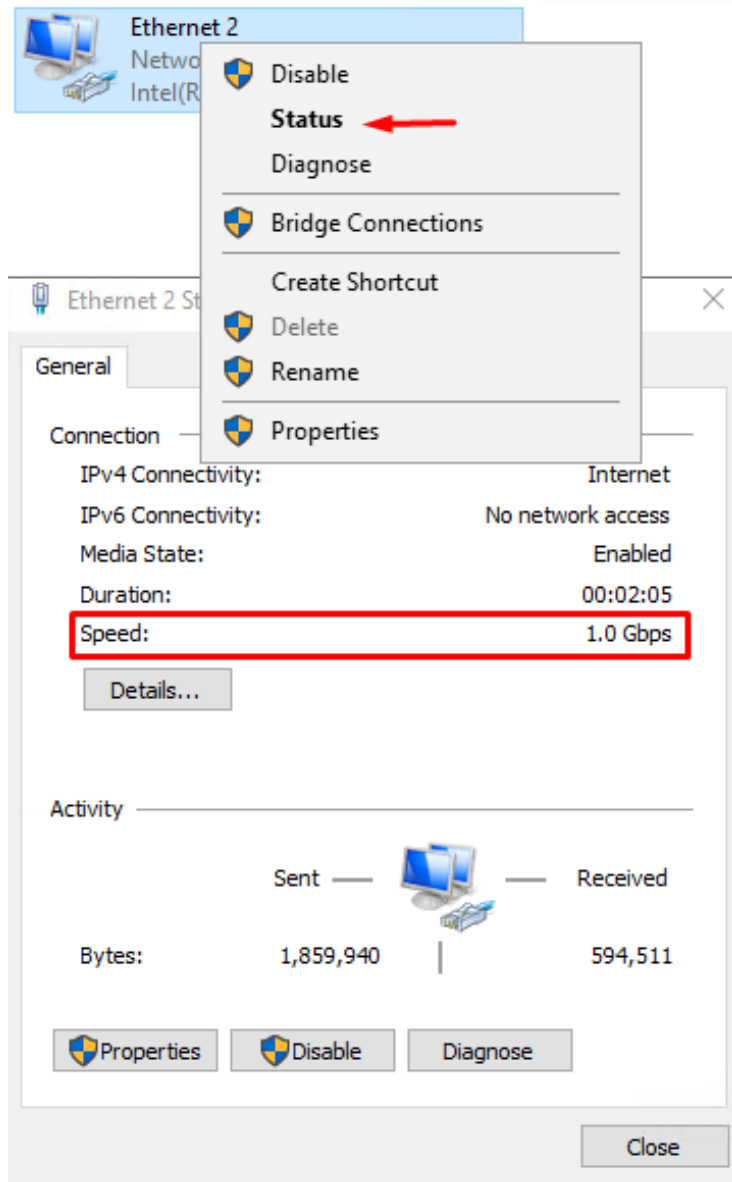 Ethernet 2
Netwo
Intel(R
Disable
Status
Diagnose
Bridge Connections
Create Shortcut
Delete
Rename
Properties
Ethernet 2 St
General
Connection
IPv4 Connectivity: Internet
IPv6 Connectivity: No network access
Media State: Enabled
Duration: 00:02:05
Speed: 1.0 Gbps
Details...
Activity
Sent Received
Bytes: 1,859,940 594,511
Properties Disable Diagnose
Close